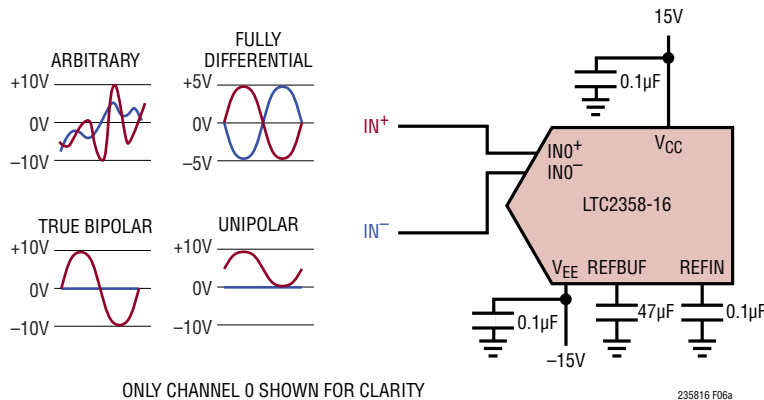 ARBITRARY
+10V
0V
–10V
FULLY
DIFFERENTIAL
+5V
0V
–5V
TRUE BIPOLAR
+10V
0V
–10V
UNIPOLAR
+10V
0V
–10V
IN+
IN–
15V
0.1µF
VCC
IN0+
IN0–
LTC2358-16
VEE
REFBUF
REFIN
0.1µF
47µF
0.1µF
–15V
ONLY CHANNEL 0 SHOWN FOR CLARITY
235816 F06a